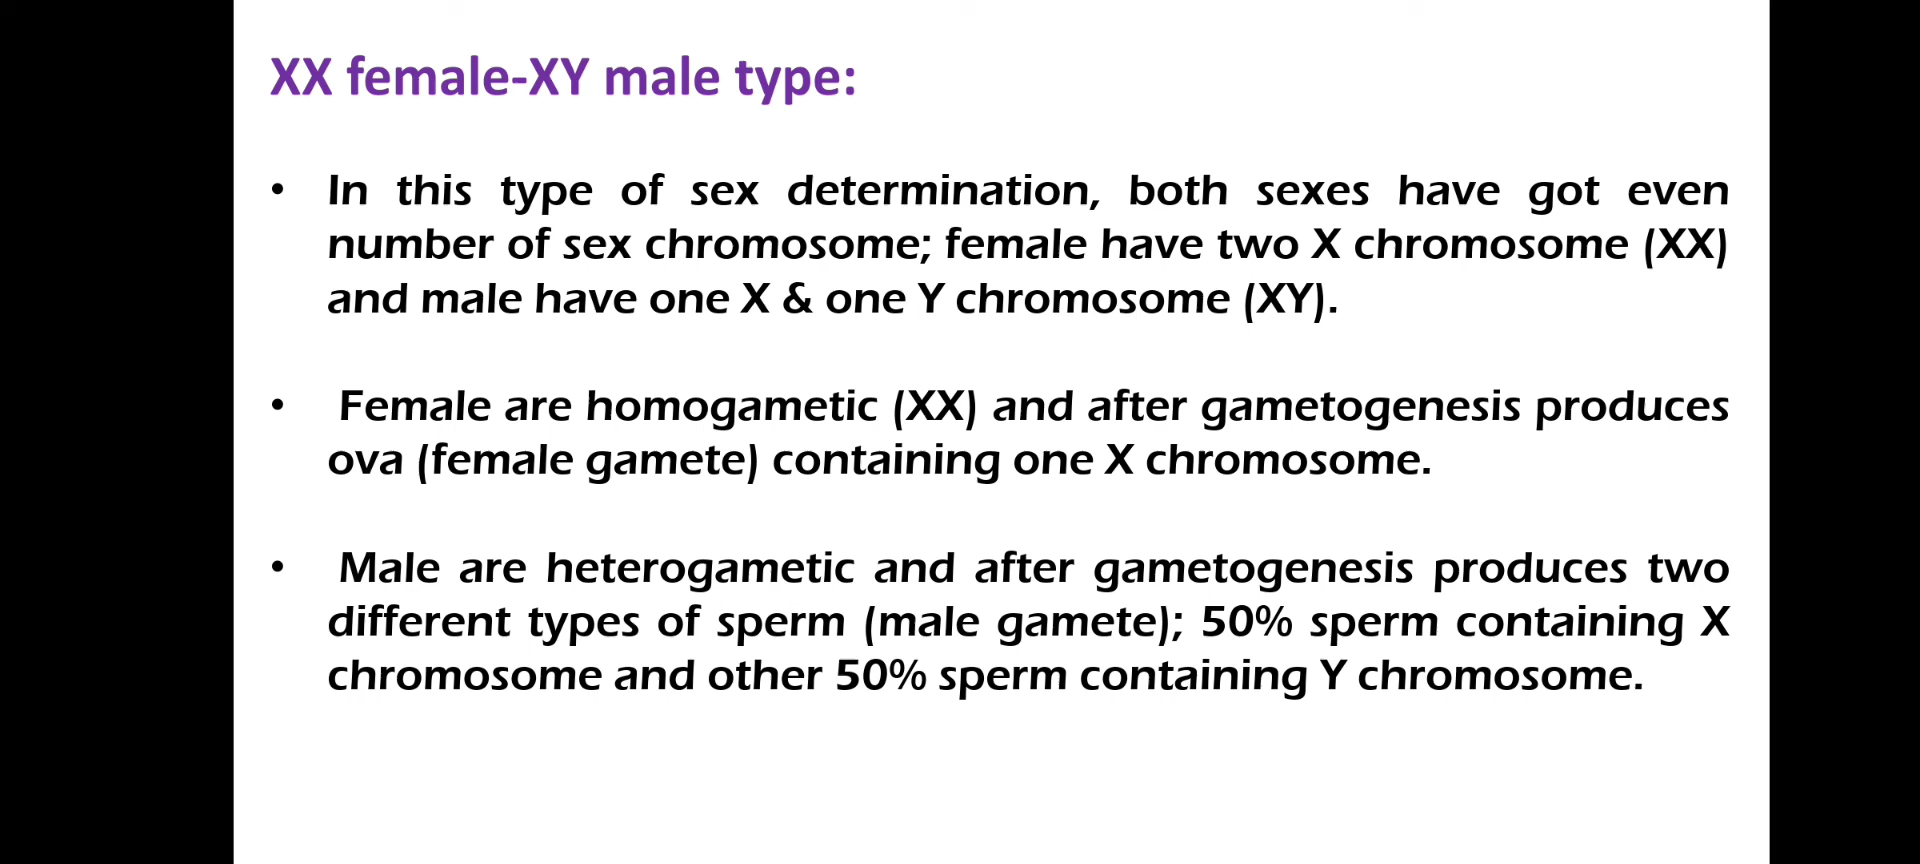 XX female-XY male type:
• In this type of sex determination, both sexes have got even
number of sex chromosome; female have two X chromosome (XX)
and male have one X & one Y chromosome (XY).
• Female are homogametic (XX) and after gametogenesis produces
ova (female gamete) containing one X chromosome.
• Male are heterogametic and after gametogenesis produces two
different types of sperm (male gamete); 50% sperm containing X
chromosome and other 50% sperm containing Y chromosome.